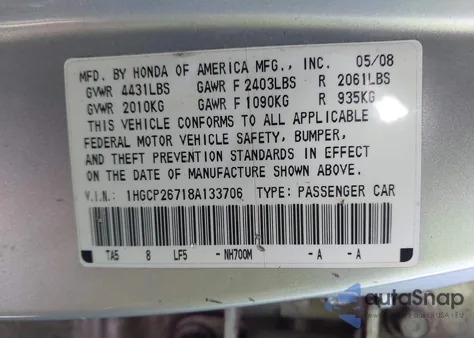 MFD. BY HONDA OF AMERICA MFG., INC. 05/08
GVWR 4431LBS GAWR F 2403LBS R 2061LBS
GVWR 2010KG GAWR F 1090KG R 935KG
THIS VEHICLE CONFORMS TO ALL APPLICABLE
FEDERAL MOTOR VEHICLE SAFETY, BUMPER,
AND THEFT PREVENTION STANDARDS IN EFFECT
ON THE DATE OF MANUFACTURE SHOWN ABOVE.
V.I.N.: 1HGCP26718A133706 TYPE: PASSENGER CAR
TA5 8 LF5 -NH700M -A -A
autoSnap